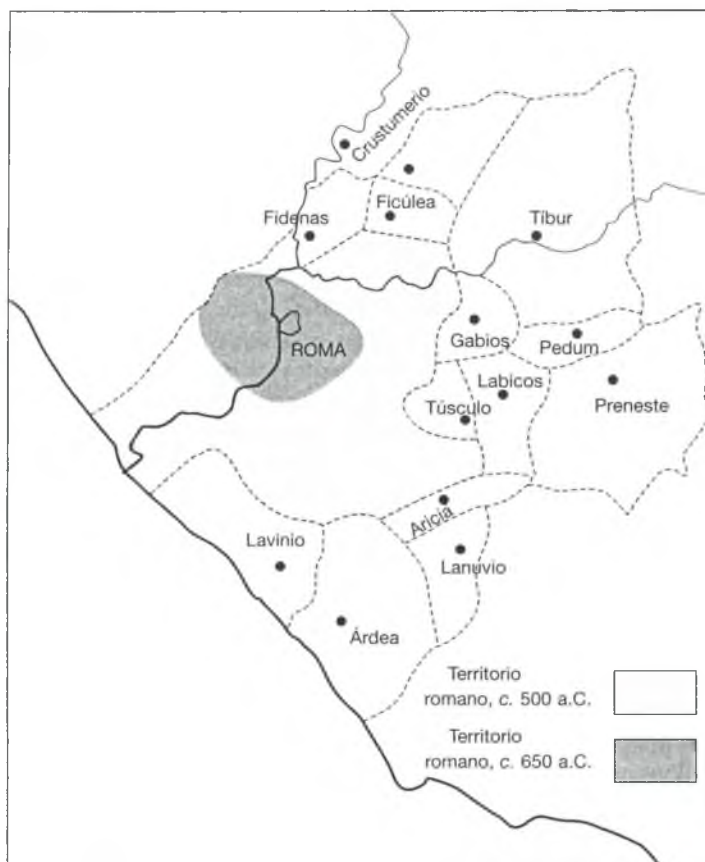 Crustumerio
Ficúlea
Fidenas
Tíbur
ROMA
Gabios
Pedum
Labicos
Preneste
Túsculo
Aricia
Lavinio
Lanuvio
Árdea
Territorio
romano, c. 500 a.C.
Territorio
romano, c. 650 a.C.